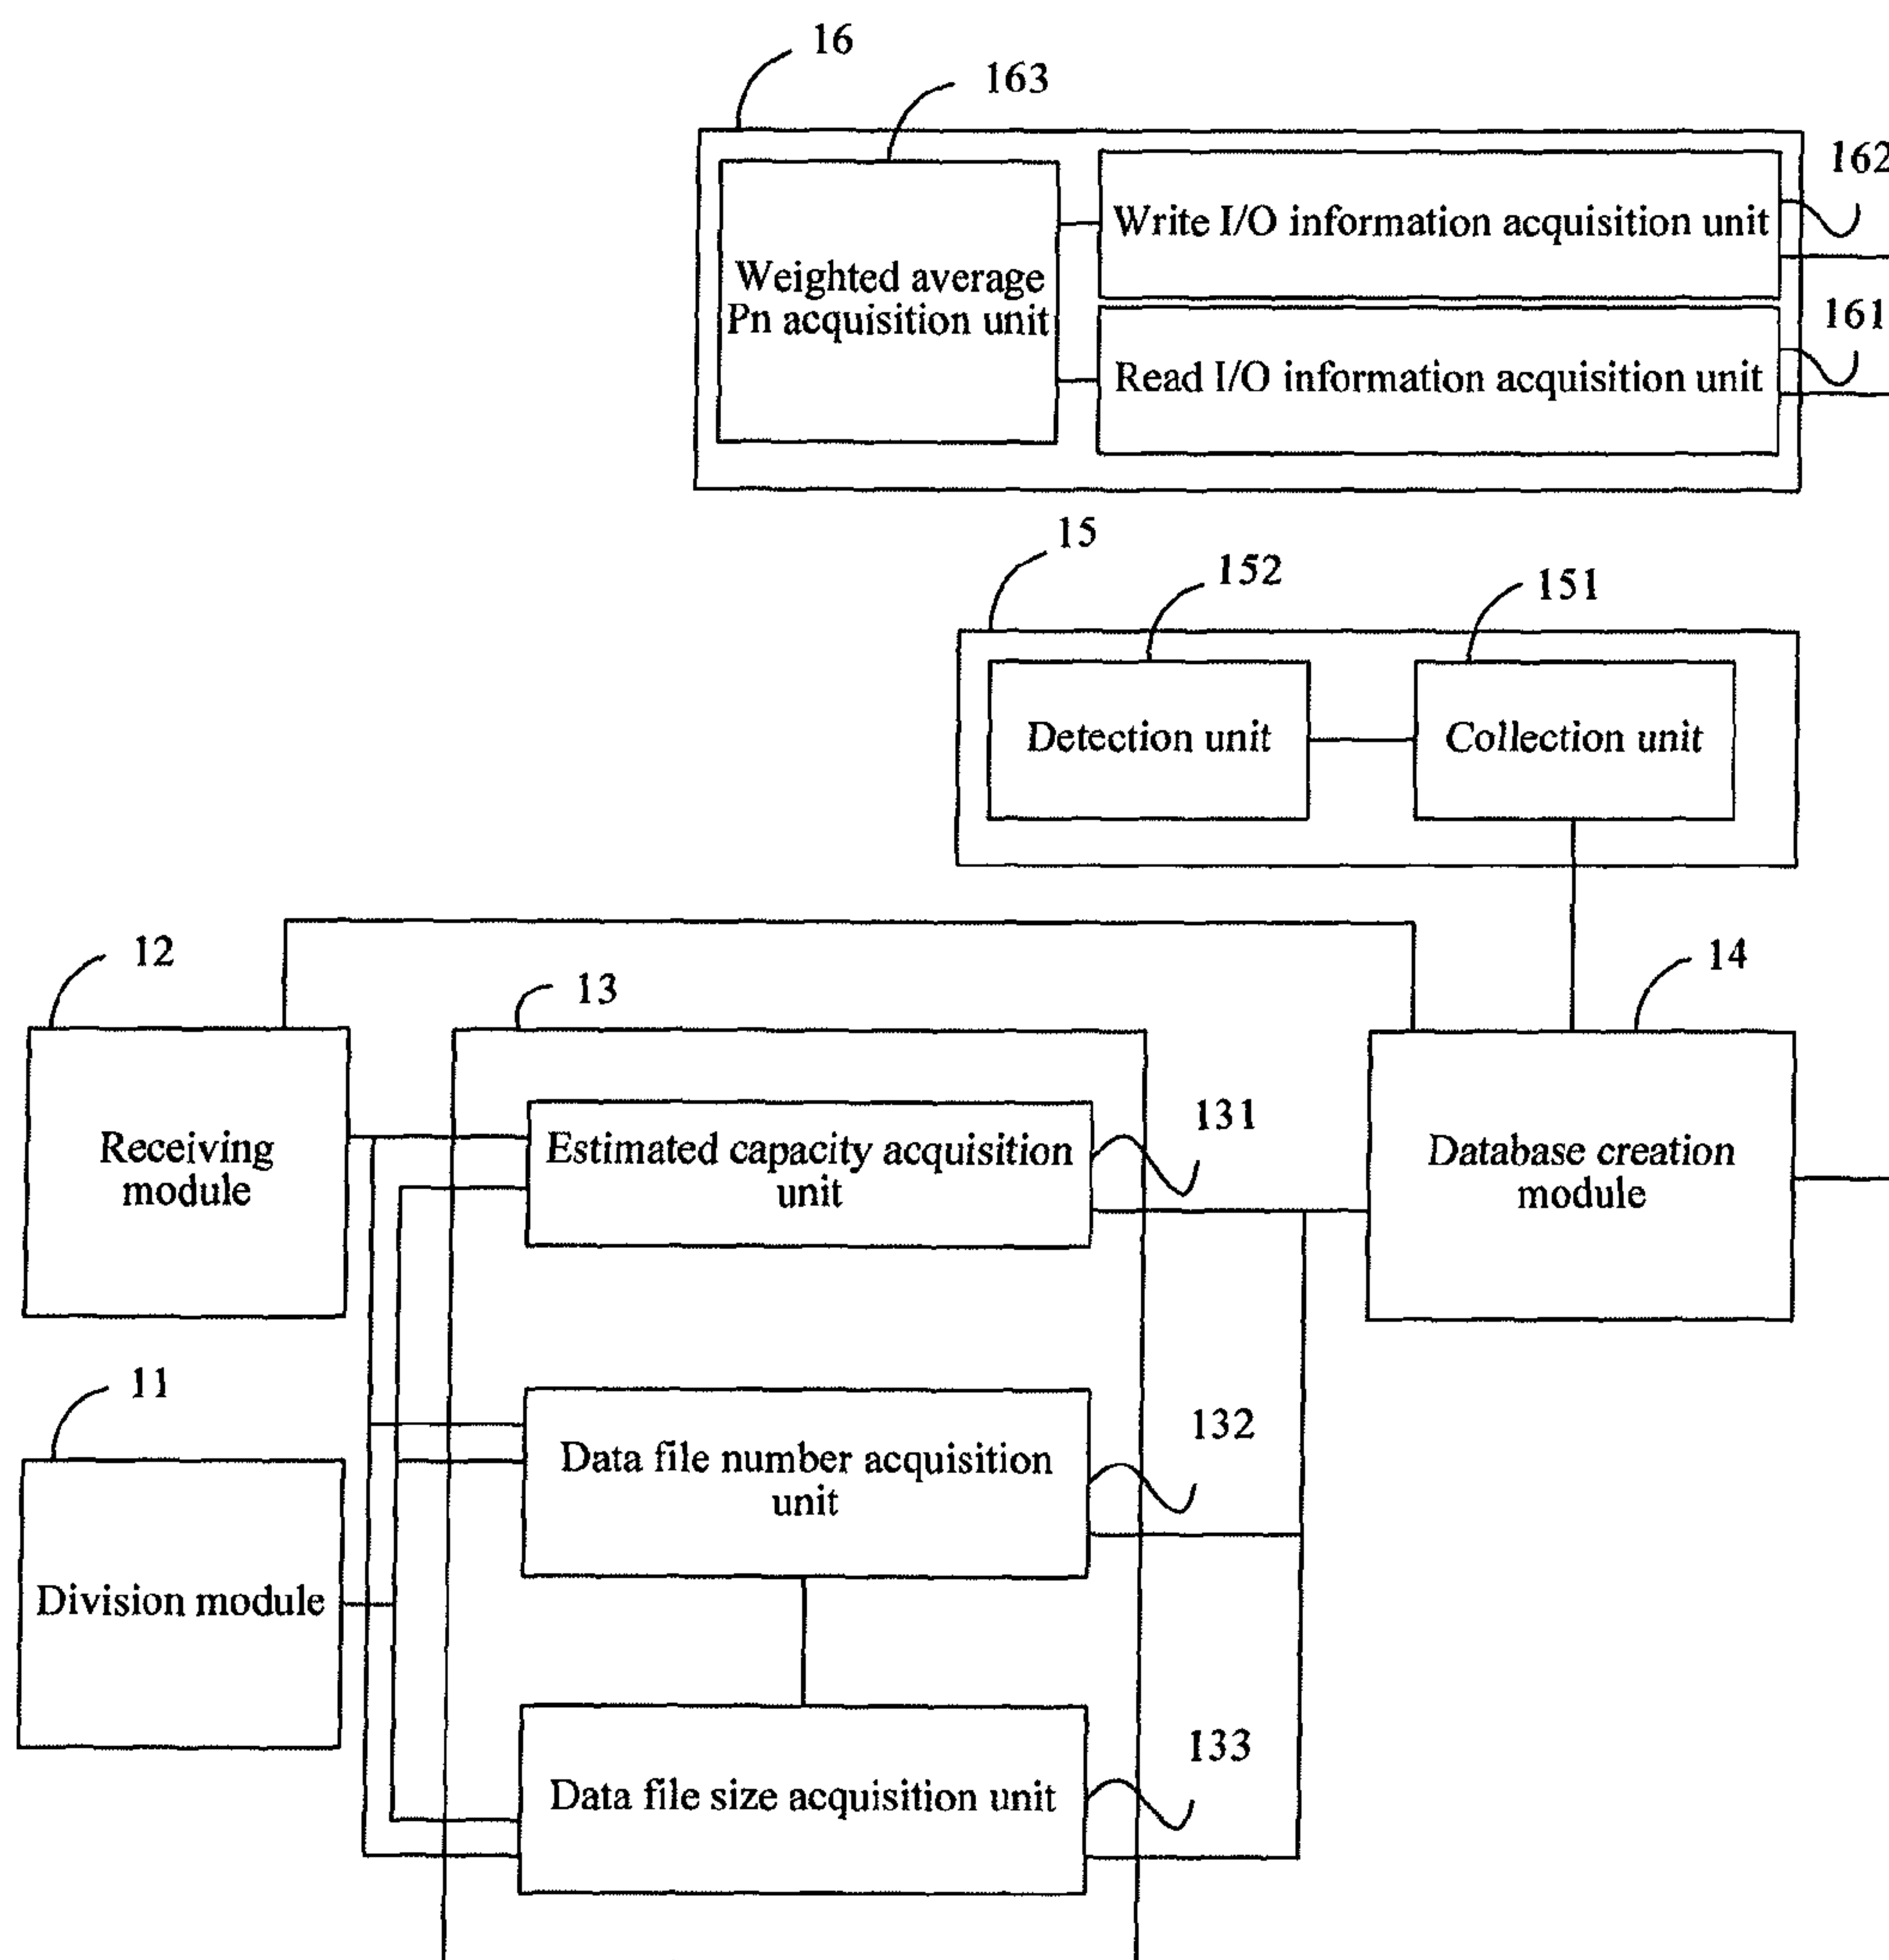 16
163
162
Write I/O information acquisition unit
Weighted average
Pn acquisition unit
161
Read I/O information acquisition unit
15
152
151
Detection unit
Collection unit
12
13
14
131
Receiving
module
Estimated capacity acquisition
unit
Database creation
module
11
132
Data file number acquisition
unit
Division module
133
Data file size acquisition unit